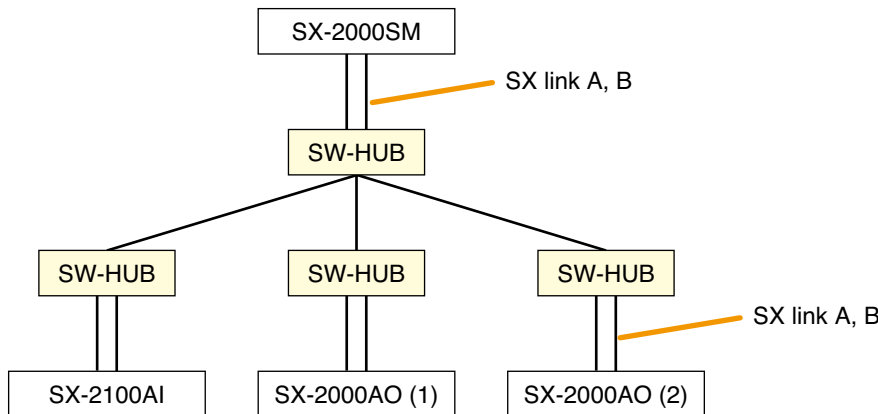 SX-2000SM
SX link A, B
SW-HUB
SW-HUB
SW-HUB
SW-HUB
SX link A, B
SX-2100AI
SX-2000AO (1)
SX-2000AO (2)